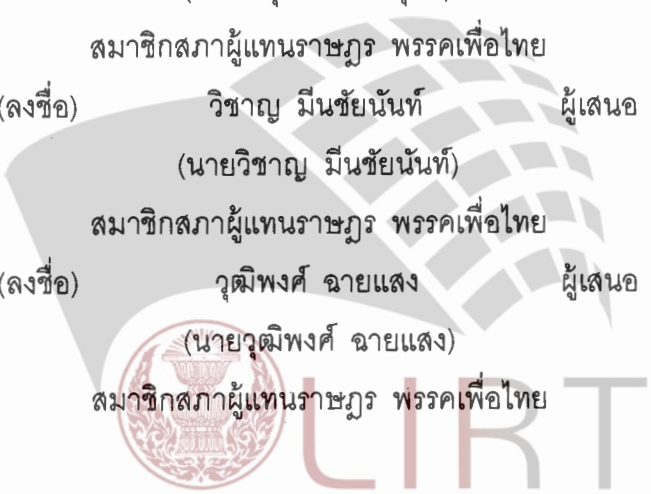 สมาชิกสภาผู้แทนราษฎร พรรคเพื่อไทย
(ลงชื่อ) วิชาญ มีนชัยนันท์ ผู้เสนอ
(นายวิชาญ มีนชัยนันท์)
สมาชิกสภาผู้แทนราษฎร พรรคเพื่อไทย
(ลงชื่อ) วุฒิพงศ์ ฉายแสง ผู้เสนอ
(นายวุฒิพงศ์ ฉายแสง)
สมาชิกสภาผู้แทนราษฎร พรรคเพื่อไทย
LIRT